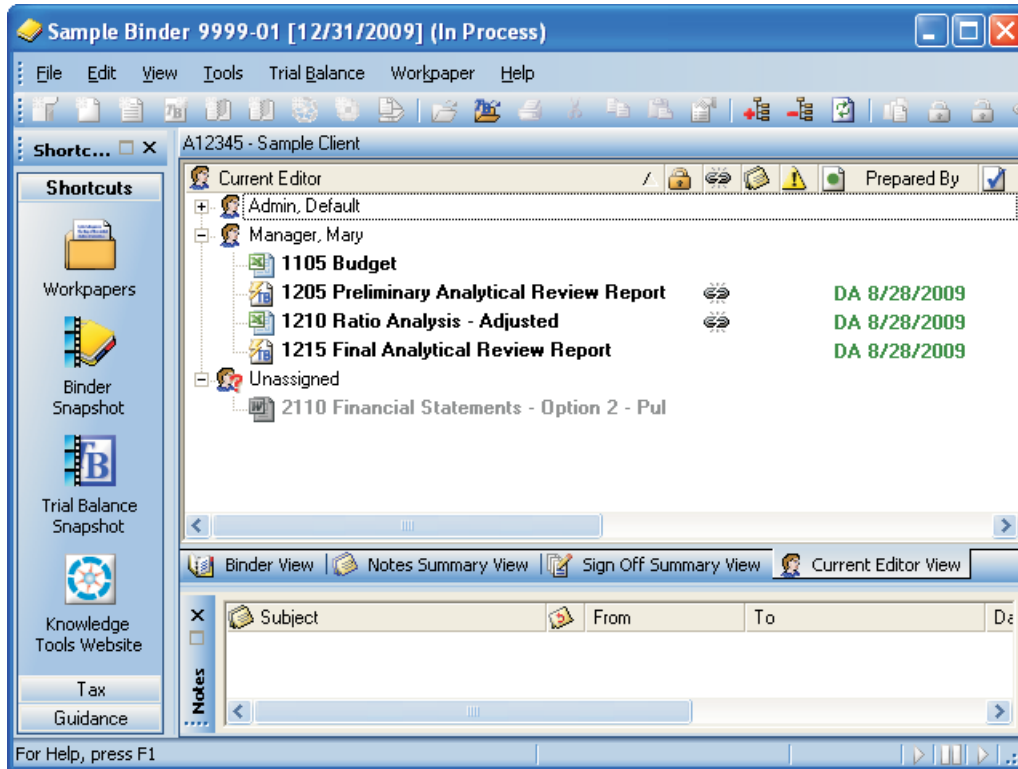 Sample Binder 9999-01 [12/31/2009] (In Process)
File Edit View Tools Trial Balance Workpaper Help
Shortc...
A12345 - Sample Client
Shortcuts
Current Editor / Prepared By
Admin, Default
Manager, Mary
1105 Budget
1205 Preliminary Analytical Review Report DA 8/28/2009
1210 Ratio Analysis - Adjusted DA 8/28/2009
1215 Final Analytical Review Report DA 8/28/2009
Unassigned
2110 Financial Statements - Option 2 - Pul
Workpapers
Binder
Snapshot
TB
Trial Balance
Snapshot
Knowledge
Tools Website
Tax
Guidance
Binder View Notes Summary View Sign Off Summary View Current Editor View
Notes
Subject From To Da
For Help, press F1